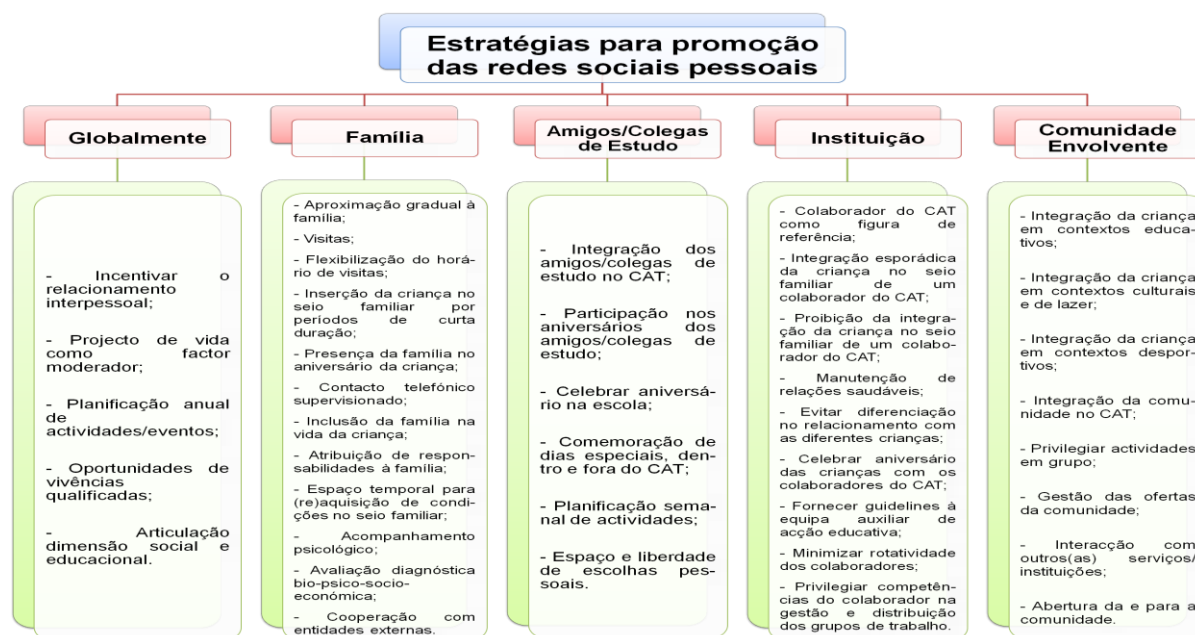 Estratégias para promoção
das redes sociais pessoais
Globalmente
- Incentivar o
relacionamento
interpessoal;
- Projecto de vida
como factor
moderador;
- Planificação anual
de
actividades/eventos;
- Oportunidades de
vivências
qualificadas;
- Articulação
dimensão social e
educacional.
Família
- Aproximação gradual à
família;
- Visitas;
- Flexibilização do horá-
rio de visitas;
- Inserção da criança no
seio familiar por
períodos de curta
duração;
- Presença da família no
aniversário da criança;
- Contacto telefónico
supervisionado;
- Inclusão da família na
vida da criança;
- Atribuição de respon-
sabilidades à família;
- Espaço temporal para
(re)aquisição de condi-
ções no seio familiar;
- Acompanhamento
psicológico;
- Avaliação diagnóstica
bio-psico-socio-
económica;
- Cooperação com
entidades externas.
Amigos/Colegas
de Estudo
- Integração dos
amigos/colegas de
estudo no CAT;
- Participação nos
aniversários dos
amigos/colegas de
estudo;
- Celebrar aniversá-
rio na escola;
- Comemoração de
dias especiais, den-
tro e fora do CAT;
- Planificação sema-
nal de actividades;
- Espaço e liberdade
de escolhas pes-
soais.
Instituição
- Colaborador do CAT
como figura de
referência;
- Integração esporádica
da criança no seio
familiar de um
colaborador do CAT;
- Proibição da integra-
ção da criança no seio
familiar de um colabo-
rador do CAT;
- Manutenção de
relações saudáveis;
- Evitar diferenciação
no relacionamento com
as diferentes crianças;
- Celebrar aniversário
das crianças com os
colaboradores do CAT;
- Fornecer guidelines à
equipa auxiliar de
acção educativa;
- Minimizar rotatividade
dos colaboradores;
- Privilegiar competên-
cias do colaborador na
gestão e distribuição
dos grupos de trabalho.
Comunidade
Envolvente
- Integração da criança
em contextos educa-
tivos;
- Integração da criança
em contextos culturais
e de lazer;
- Integração da criança
em contextos despor-
tivos;
- Integração da comu-
nidade no CAT;
- Privilegiar actividades
em grupo;
- Gestão das ofertas
da comunidade;
- Interacção com
outros(as) serviços/
instituições;
- Abertura da e para a
comunidade.